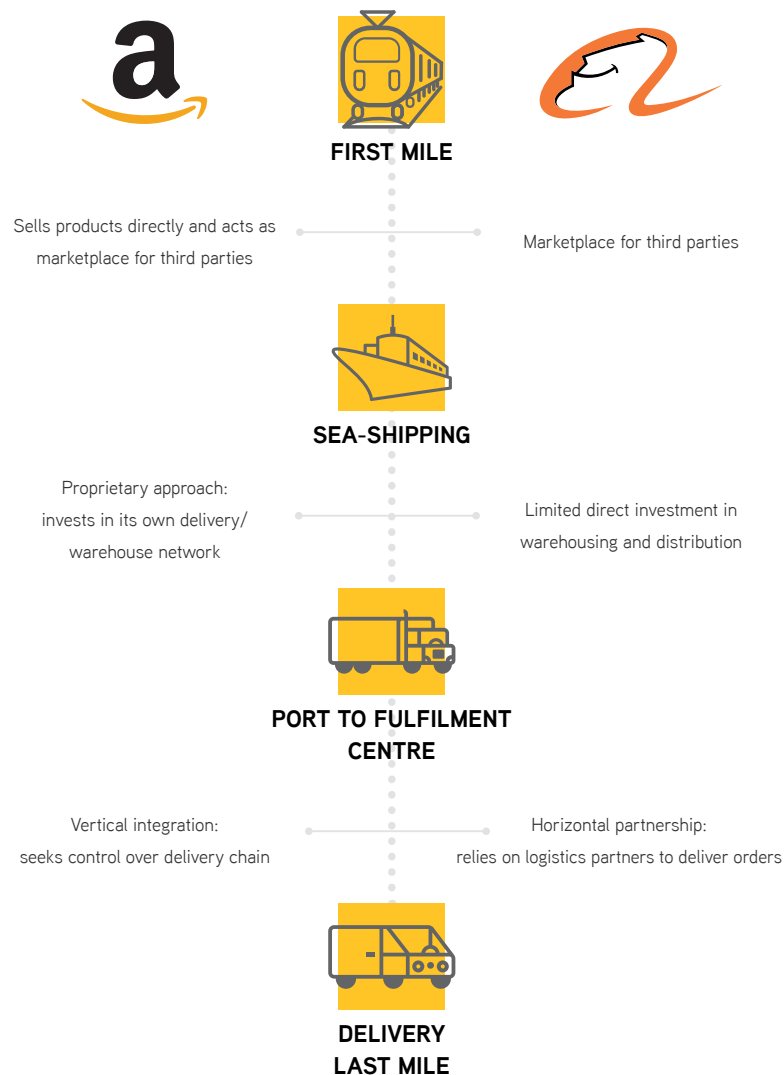 a
FIRST MILE
Sells products directly and acts as
marketplace for third parties
Marketplace for third parties
SEA-SHIPPING
Proprietary approach:
invests in its own delivery/
warehouse network
Limited direct investment in
warehousing and distribution
PORT TO FULFILMENT
CENTRE
Vertical integration:
seeks control over delivery chain
Horizontal partnership:
relies on logistics partners to deliver orders
DELIVERY
LAST MILE